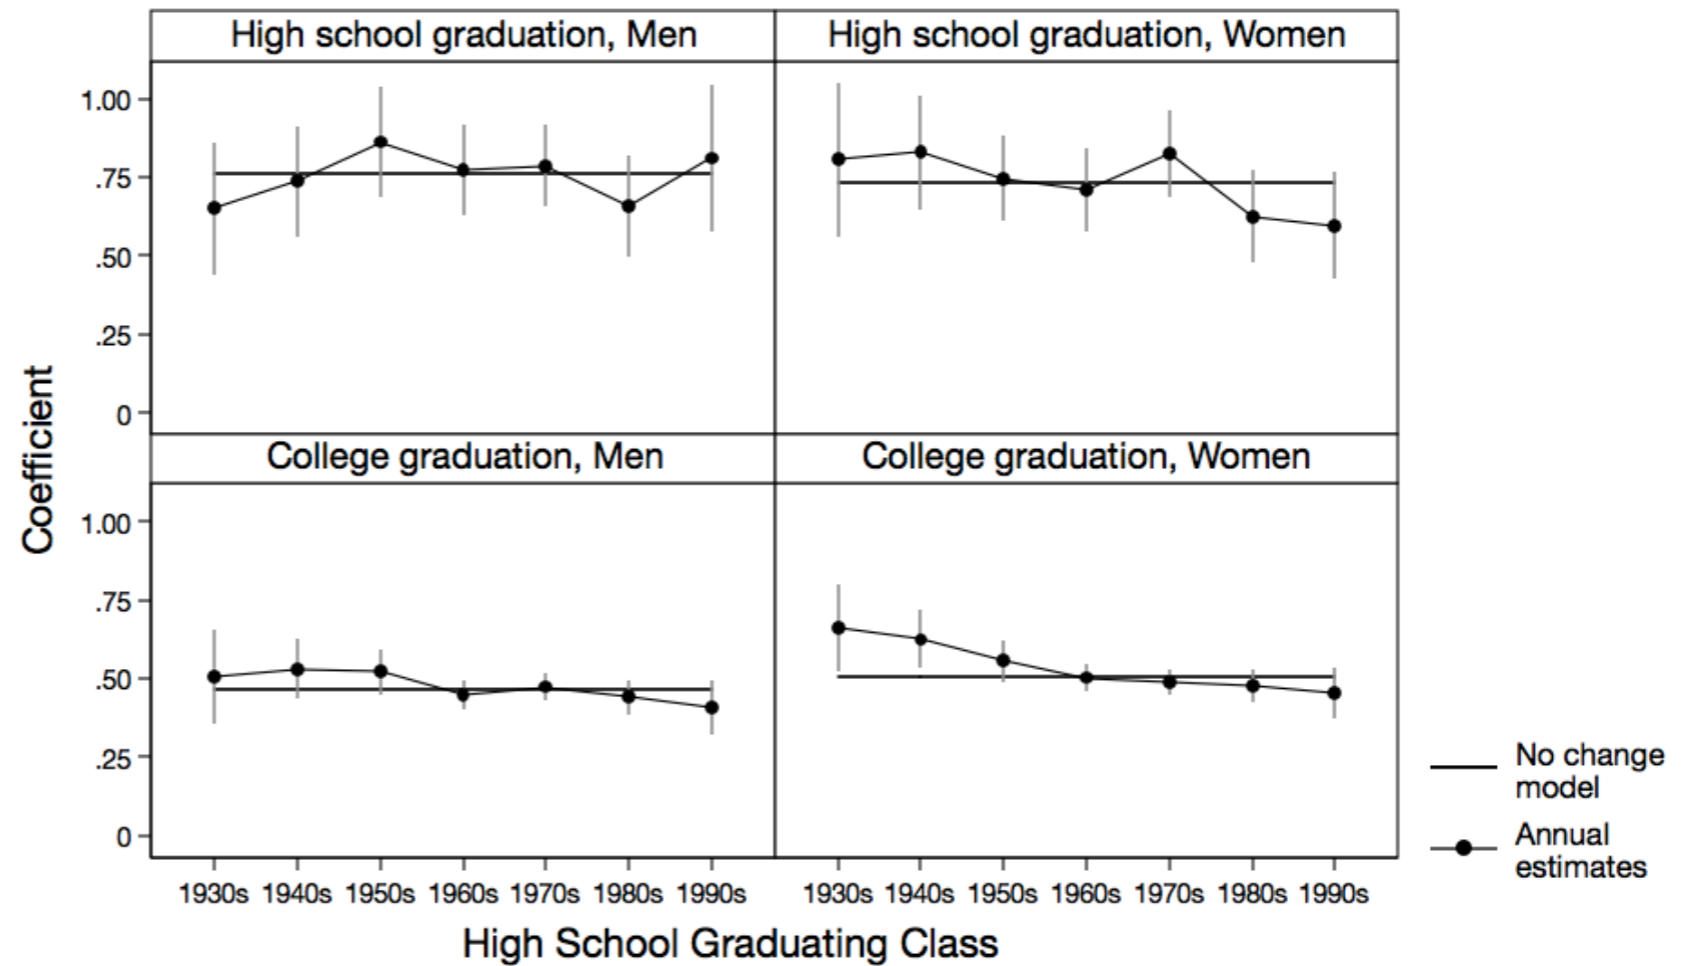 High school graduation, Men
High school graduation, Women
1.00
.75
.50
.25
0
Coefficient
College graduation, Men
College graduation, Women
1.00
.75
.50
.25
0
1930s 1940s 1950s 1960s 1970s 1980s 1990s
1930s 1940s 1950s 1960s 1970s 1980s 1990s
High School Graduating Class
No change
model
Annual
estimates